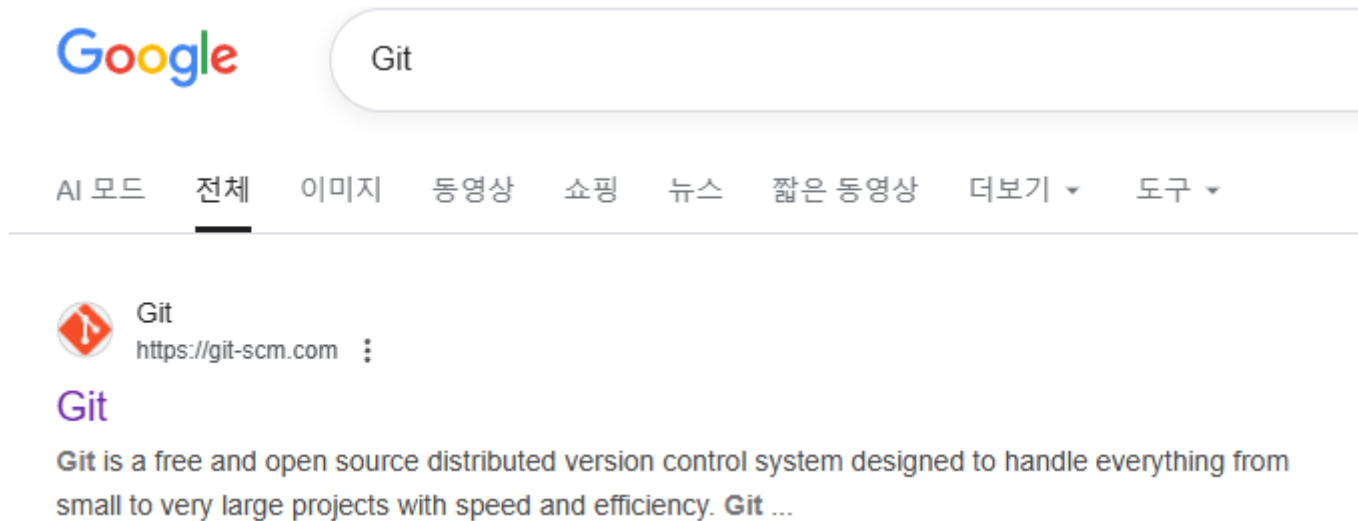 Google
Git
AI 모드 전체 이미지 동영상 쇼핑 뉴스 짧은 동영상 더보기 도구
Git
https://git-scm.com
Git
Git is a free and open source distributed version control system designed to handle everything from
small to very large projects with speed and efficiency. Git ...